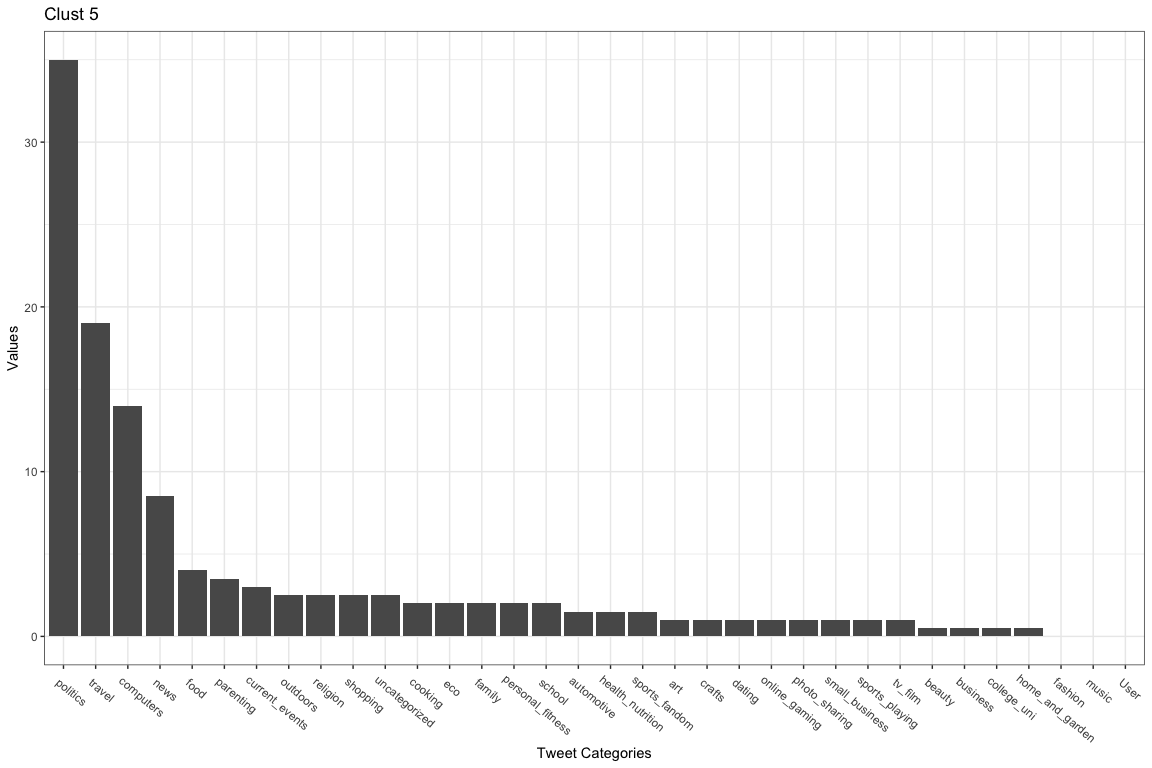 Clust 5
30
20
10
0
Values
politics
travel
computers
news
food
parenting
current_events
outdoors
religion
shopping
uncategorized
cooking
eco
family
personal_fitness
school
automotive
health_nutrition
sports_fandom
art
crafts
dating
online_gaming
photo_sharing
small_business
sports_playing
tv_film
beauty
business
college_uni
home_and_garden
fashion
music
User
Tweet Categories